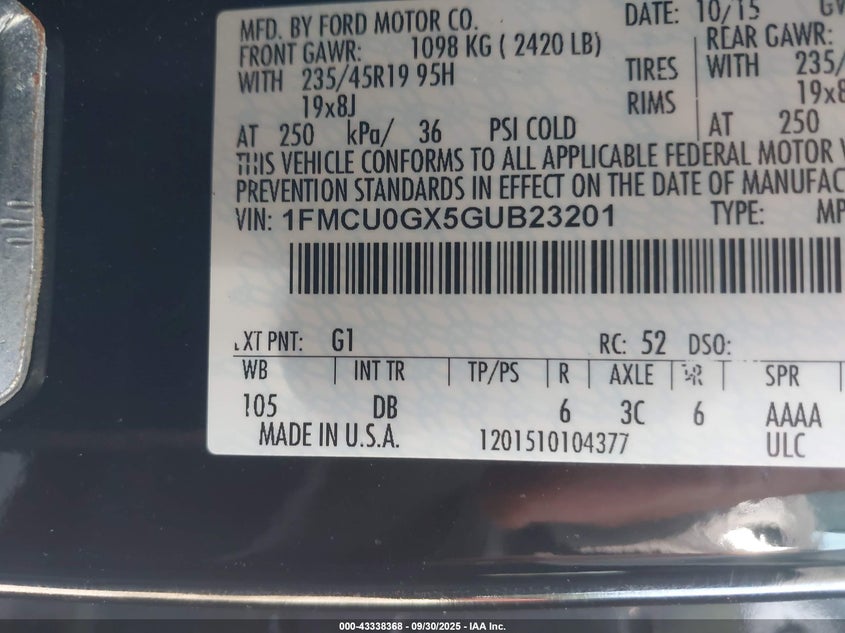 MFD. BY FORD MOTOR CO.
DATE: 10/15
FRONT GAWR: 1098 KG ( 2420 LB)
REAR GAWR:
WITH 235/45R19 95H TIRES WITH 235/
19x8J RIMS 19x8
AT 250 kPa/ 36 PSI COLD AT 250
THIS VEHICLE CONFORMS TO ALL APPLICABLE FEDERAL MOTOR
PREVENTION STANDARDS IN EFFECT ON THE DATE OF MANUFAC
VIN: 1FMCU0GX5GUB23201 TYPE: MP
XT PNT: G1 RC: 52 DSO:
WB INT TR TP/PS R AXLE SPR
105 DB 6 3C 6 AAAA
MADE IN U.S.A. 1201510104377 ULC
000-43338368 - 09/30/2025 - IAA Inc.